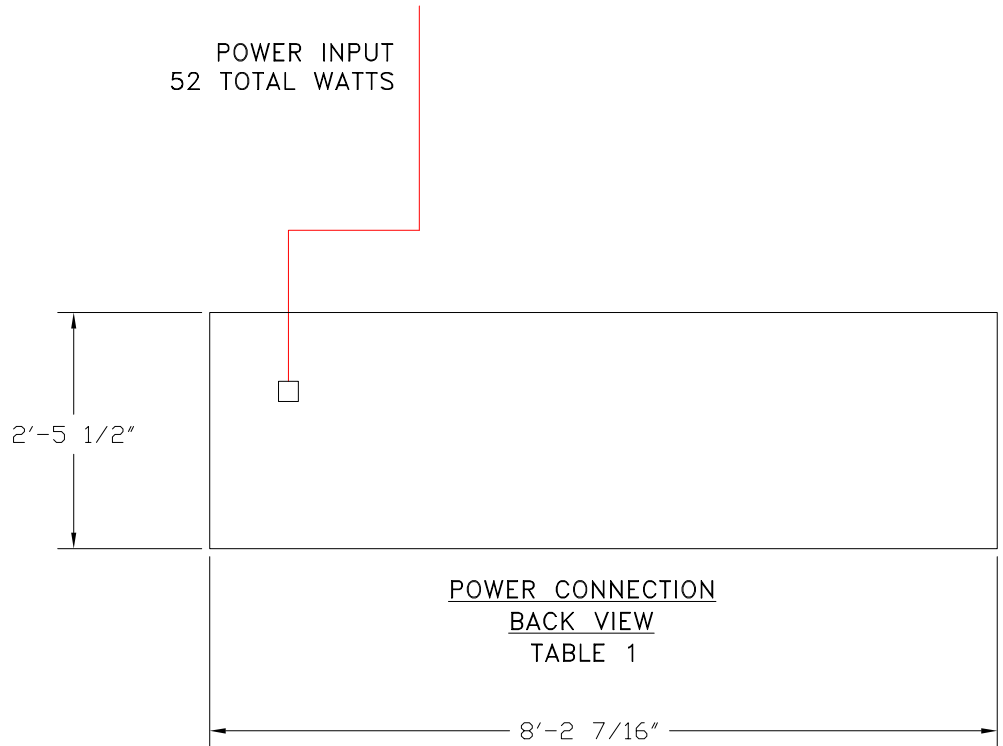 POWER INPUT
52 TOTAL WATTS
2'-5 1/2"
POWER CONNECTION
BACK VIEW
TABLE 1
8'-2 7/16"